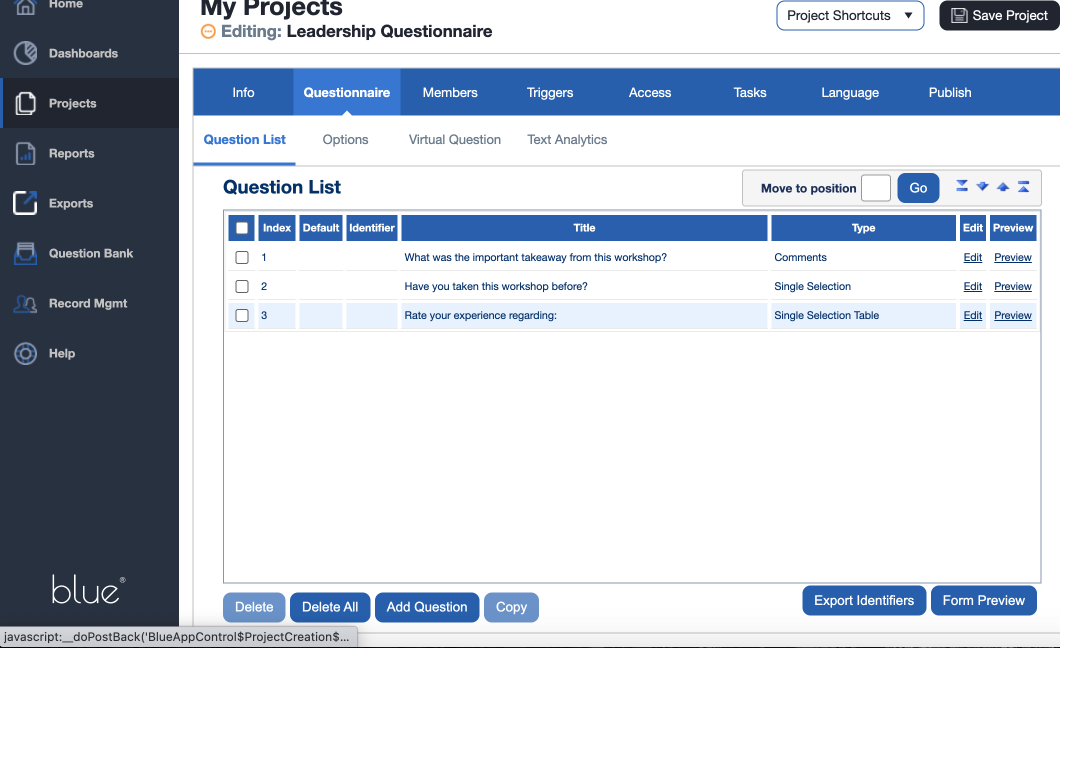 Home
My Projects
Editing: Leadership Questionnaire
Project Shortcuts ▼
Save Project
Dashboards
Projects
Reports
Exports
Question Bank
Record Mgmt
Help
blue®
Info Questionnaire Members Triggers Access Tasks Language Publish
Question List Options Virtual Question Text Analytics
Question List
Move to position Go
Index Default Identifier Title Type Edit Preview
1 What was the important takeaway from this workshop? Comments Edit Preview
2 Have you taken this workshop before? Single Selection Edit Preview
3 Rate your experience regarding: Single Selection Table Edit Preview
Delete Delete All Add Question Copy Export Identifiers Form Preview
javascript:__doPostBack('BlueAppControl$ProjectCreation$...